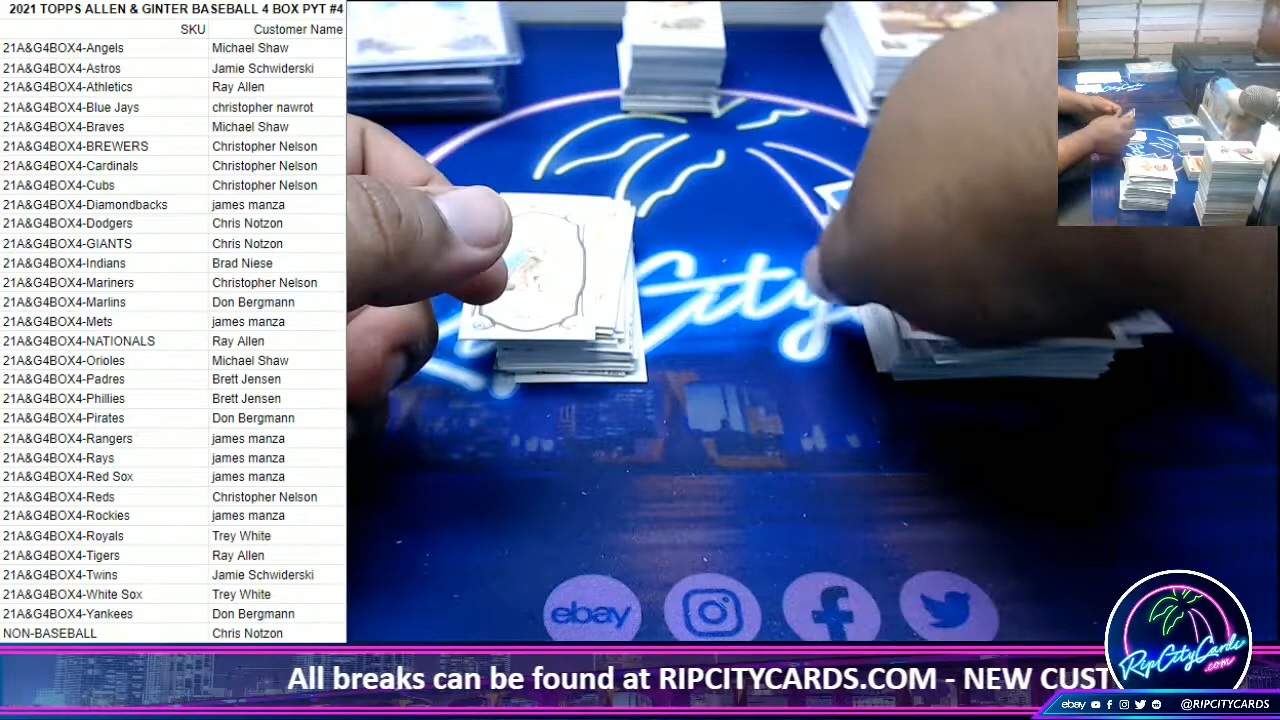 2021 TOPPS ALLEN & GINTER BASEBALL 4 BOX PYT #4
SKU Customer Name
21A&G4BOX4-Angels Michael Shaw
21A&G4BOX4-Astros Jamie Schwiderski
21A&G4BOX4-Athletics Ray Allen
21A&G4BOX4-Blue Jays christopher nawrot
21A&G4BOX4-Braves Michael Shaw
21A&G4BOX4-BREWERS Christopher Nelson
21A&G4BOX4-Cardinals Christopher Nelson
21A&G4BOX4-Cubs Christopher Nelson
21A&G4BOX4-Diamondbacks james manza
21A&G4BOX4-Dodgers Chris Notzon
21A&G4BOX4-GIANTS Chris Notzon
21A&G4BOX4-Indians Brad Niese
21A&G4BOX4-Mariners Christopher Nelson
21A&G4BOX4-Marlins Don Bergmann
21A&G4BOX4-Mets james manza
21A&G4BOX4-NATIONALS Ray Allen
21A&G4BOX4-Orioles Michael Shaw
21A&G4BOX4-Padres Brett Jensen
21A&G4BOX4-Phillies Brett Jensen
21A&G4BOX4-Pirates Don Bergmann
21A&G4BOX4-Rangers james manza
21A&G4BOX4-Rays james manza
21A&G4BOX4-Red Sox james manza
21A&G4BOX4-Reds Christopher Nelson
21A&G4BOX4-Rockies james manza
21A&G4BOX4-Royals Trey White
21A&G4BOX4-Tigers Ray Allen
21A&G4BOX4-Twins Jamie Schwiderski
21A&G4BOX4-White Sox Trey White
21A&G4BOX4-Yankees Don Bergmann
NON-BASEBALL Chris Notzon
City
ebay
All breaks can be found at RIPCITYCARDS.COM - NEW CUST
RipCityCards
.com
ebay @RIPCITYCARDS